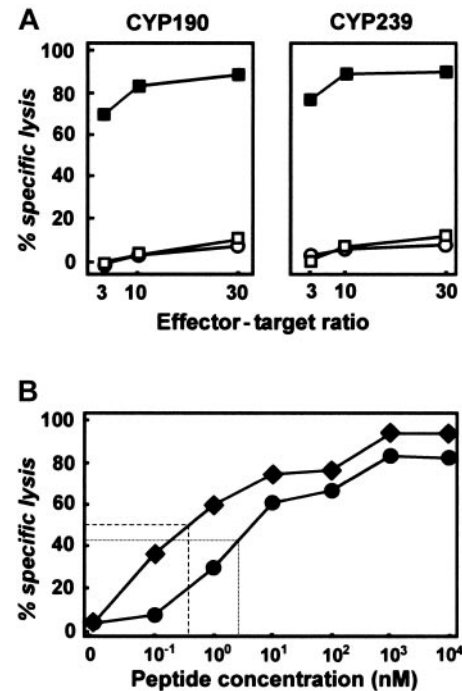 A
CYP190
CYP239
% specific lysis
100
80
60
40
20
0
3 10 30
3 10 30
Effector-target ratio
B
% specific lysis
100
80
60
40
20
0
0 10⁻¹ 10⁰ 10¹ 10² 10³ 10⁴
Peptide concentration (nM)